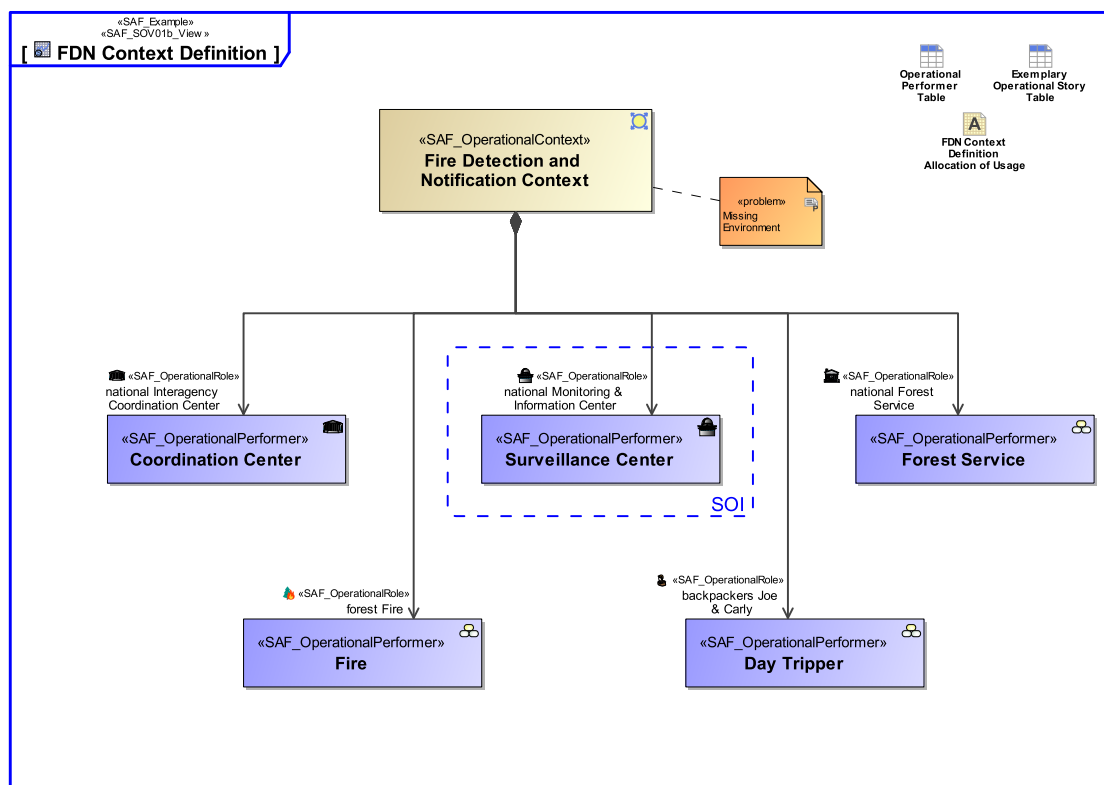 «SAF_Example»
«SAF_SOV01b_View »
[ FDN Context Definition ]
Operational
Performer
Table
Exemplary
Operational Story
Table
A
FDN Context
Definition
Allocation of Usage
«SAF_OperationalContext»
Fire Detection and
Notification Context
«problem»
P
Missing
Environment
«SAF_OperationalRole»
national Interagency
Coordination Center
«SAF_OperationalRole»
national Monitoring &
Information Center
«SAF_OperationalRole»
national Forest
Service
«SAF_OperationalPerformer»
Coordination Center
«SAF_OperationalPerformer»
Surveillance Center
«SAF_OperationalPerformer»
Forest Service
SOI
«SAF_OperationalRole»
forest Fire
«SAF_OperationalRole»
backpackers Joe
& Carly
«SAF_OperationalPerformer»
Fire
«SAF_OperationalPerformer»
Day Tripper